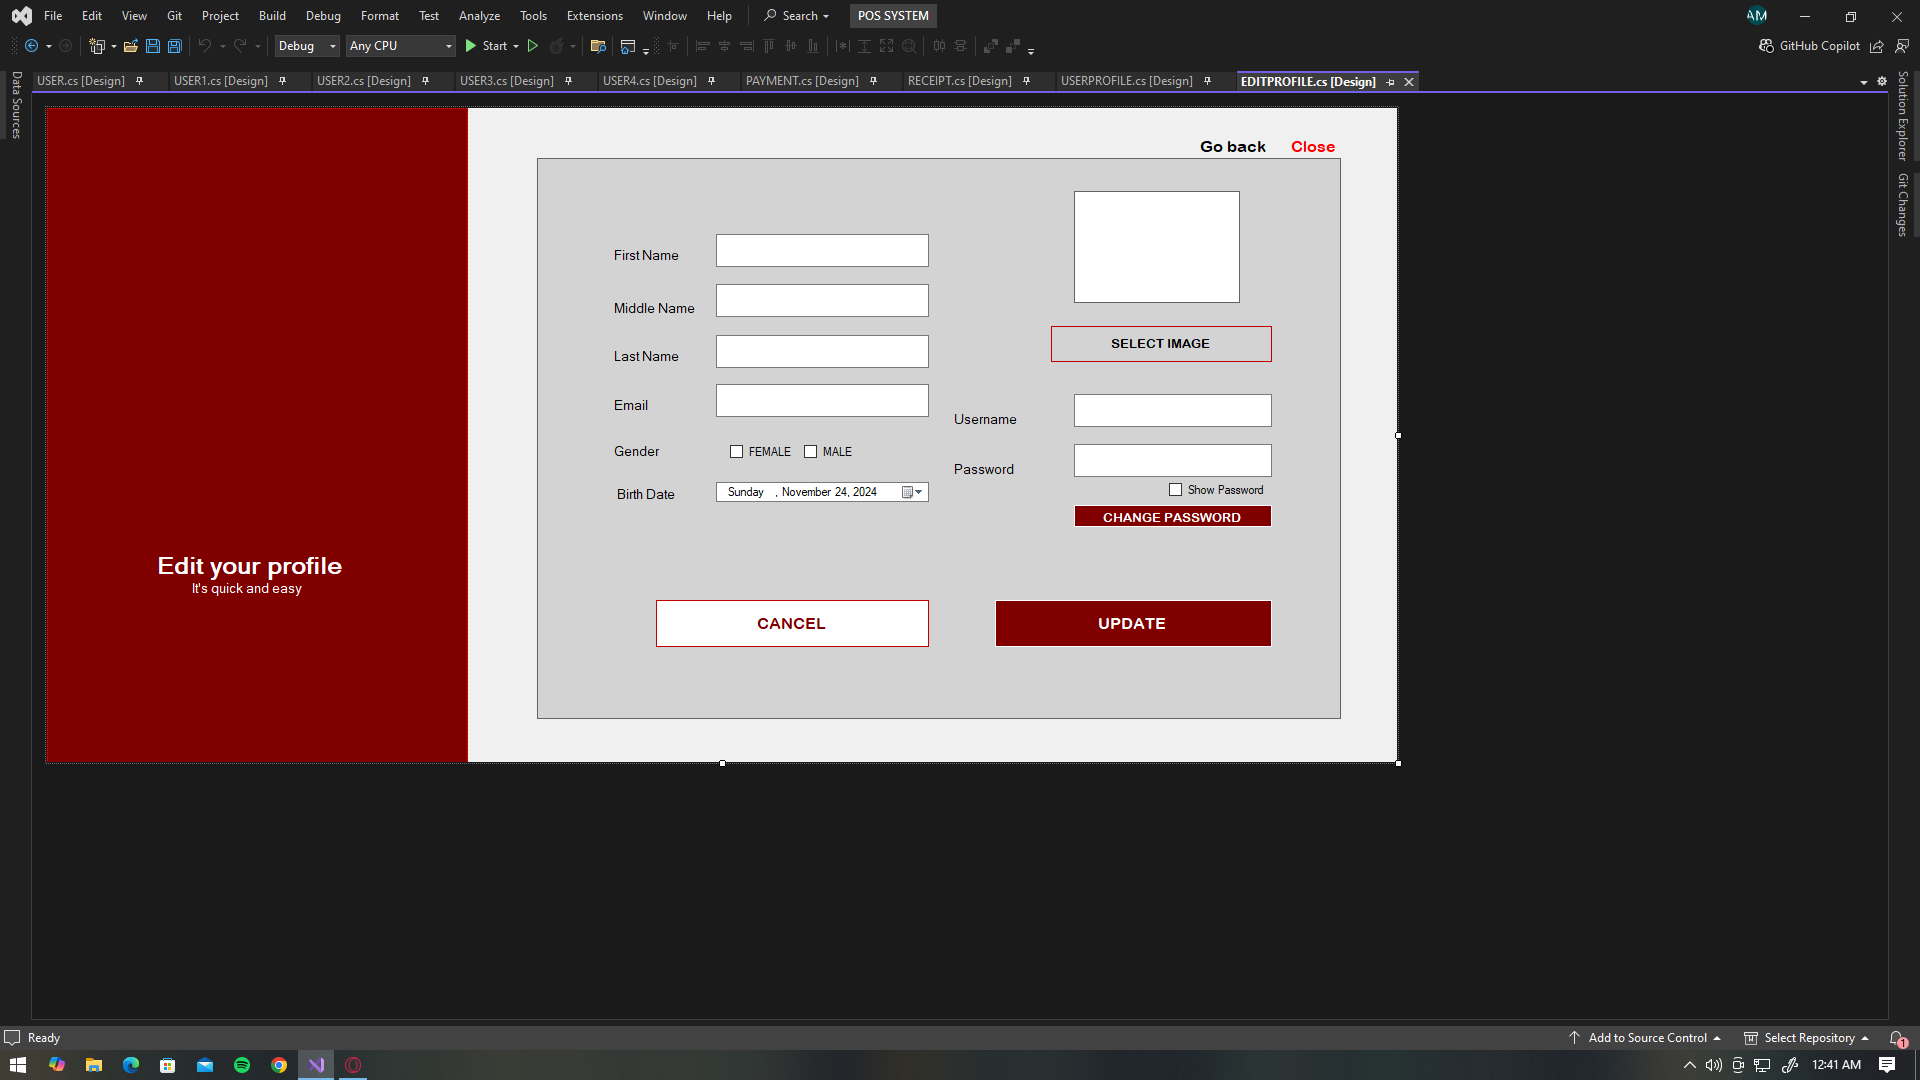 File Edit View Git Project Build Debug Format Test Analyze Tools Extensions Window Help Search POS SYSTEM AM
Debug Any CPU Start GitHub Copilot
USER.cs [Design] USER1.cs [Design] USER2.cs [Design] USER3.cs [Design] USER4.cs [Design] PAYMENT.cs [Design] RECEIPT.cs [Design] USERPROFILE.cs [Design] EDITPROFILE.cs [Design]
Data Sources
Solution Explorer
Git Changes
Go back Close
First Name
Middle Name
Last Name
Email
Gender FEMALE MALE
Birth Date Sunday , November 24, 2024
SELECT IMAGE
Username
Password
Show Password
CHANGE PASSWORD
Edit your profile
It's quick and easy
CANCEL UPDATE
Ready Add to Source Control Select Repository 1
12:41 AM